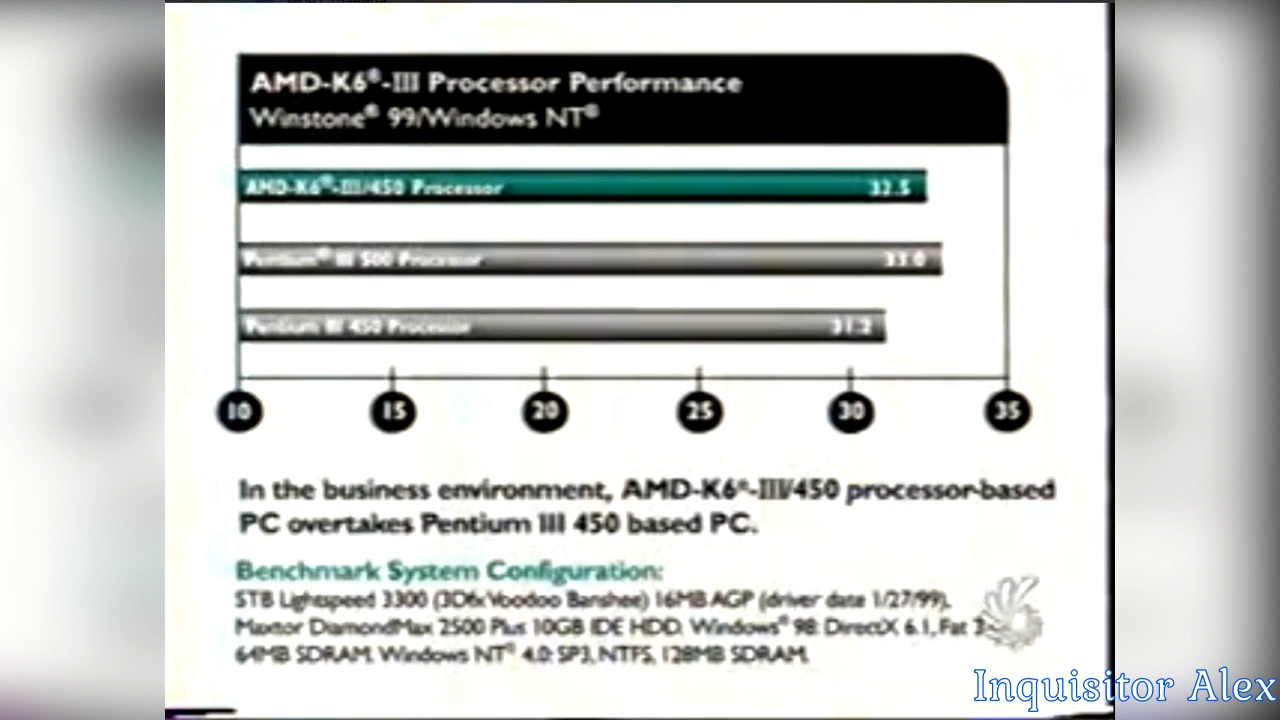 AMD-K6®-III Processor Performance
Winstone® 99/Windows NT®
AMD-K6®-III/450 Processor 32.5
Pentium® III 500 Processor 33.0
Pentium III 450 Processor 31.2
10 15 20 25 30 35
In the business environment, AMD-K6®-III/450 processor-based
PC overtakes Pentium III 450 based PC.
Benchmark System Configuration:
STB Lightspeed 3300 (3Dfx Voodoo Banshee) 16MB AGP (driver date 1/27/99),
Maxtor DiamondMax 2500 Plus 10GB IDE HDD. Windows® 98: DirectX 6.1, Fat
64MB SDRAM. Windows NT® 4.0: SP3, NTFS, 128MB SDRAM.
Inquisitor Alex